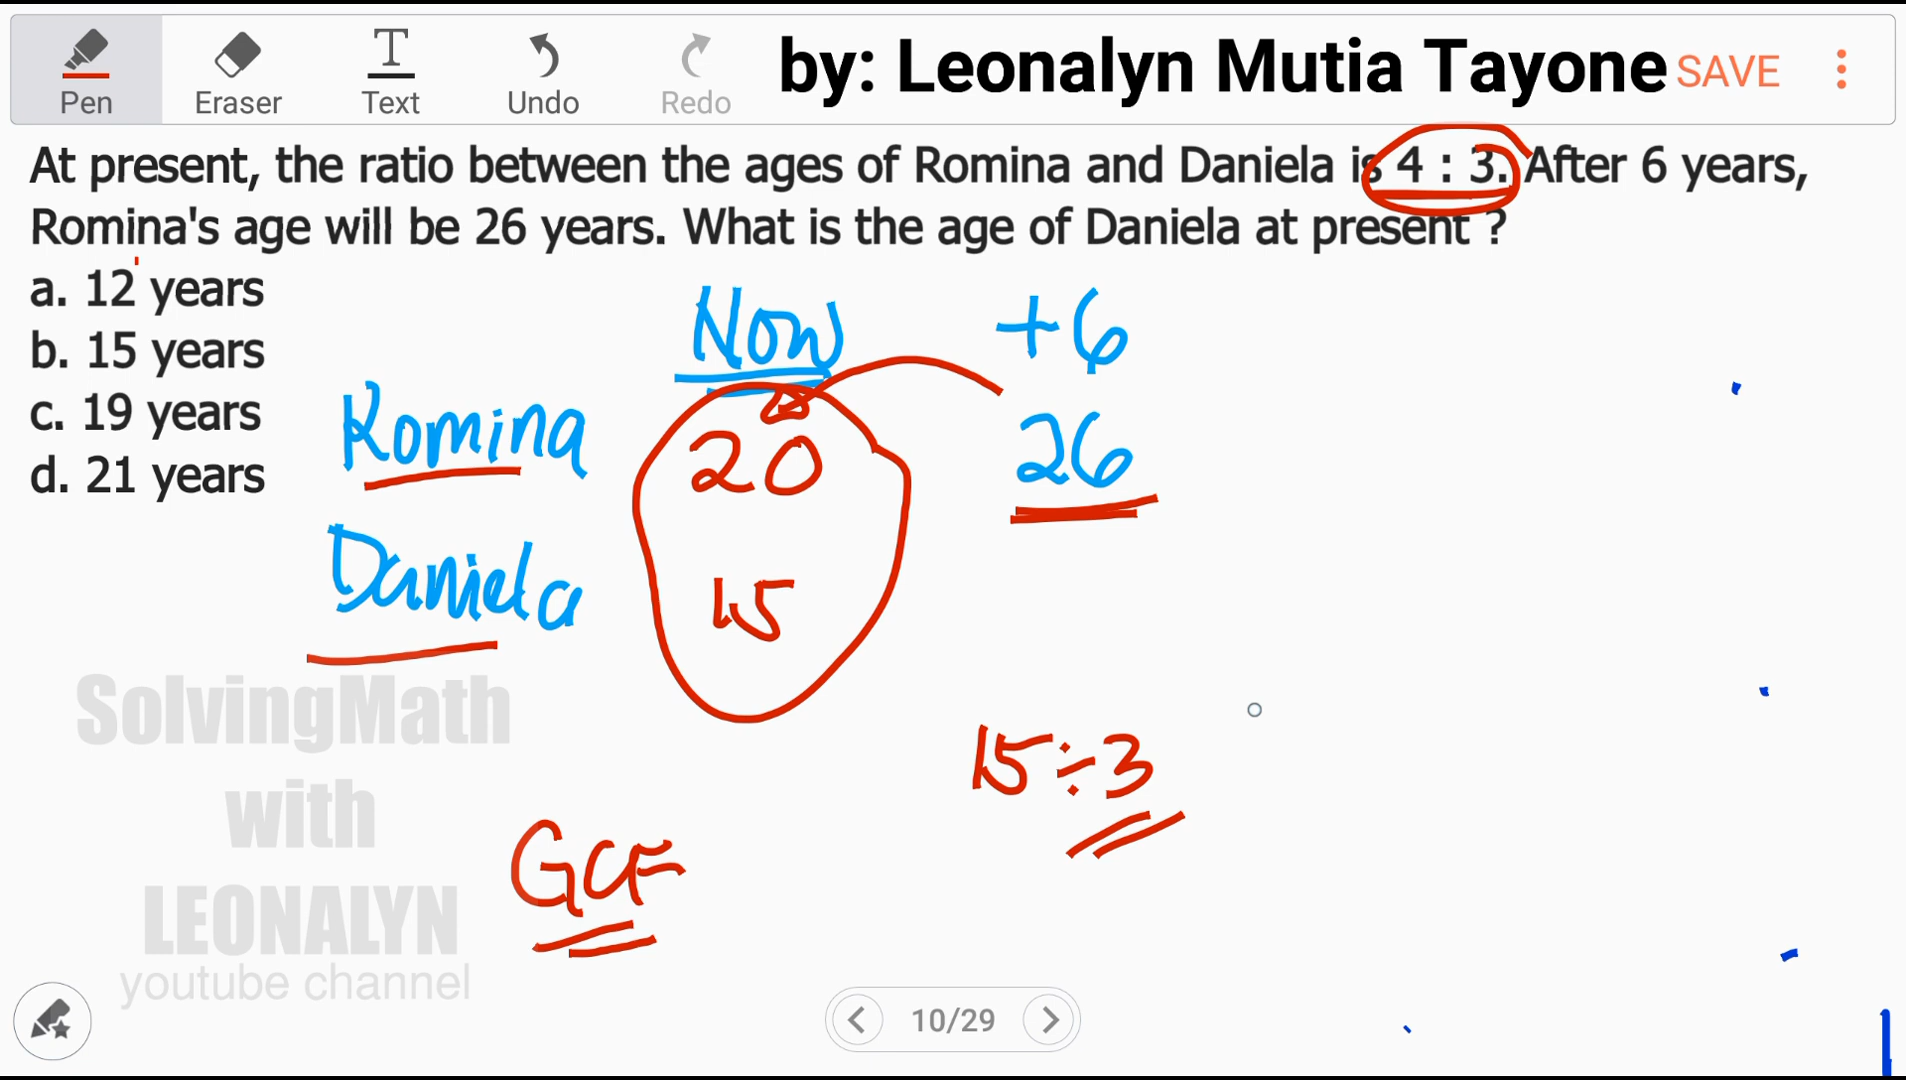 Pen
Eraser
Text
Undo
Redo
by: Leonalyn Mutia Tayone
SAVE
At present, the ratio between the ages of Romina and Daniela is 4 : 3. After 6 years,
Romina's age will be 26 years. What is the age of Daniela at present ?
a. 12 years
b. 15 years
c. 19 years
d. 21 years
Now
+6
Romina
20
26
Daniela
15
15÷3
GCF
SolvingMath
with
LEONALYN
youtube channel
10/29